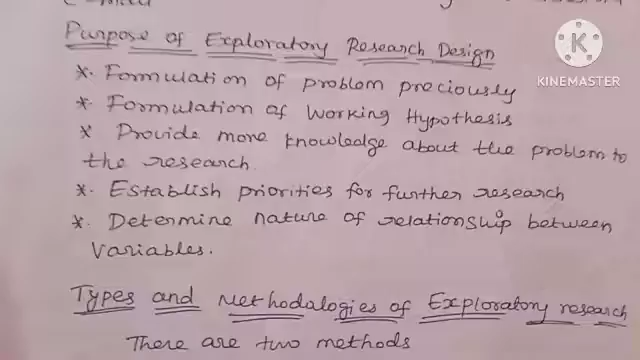 Purpose of Exploratory Research Design
*. Formulation of problem preciously
*. Formulation of working Hypothesis
* Provide more knowledge about the problem to
the research.
*. Establish priorities for further research
*. Determine nature of relationship between
Variables.
Types and Methodalogies of Exploratory research
There are two methods
KINEMASTER